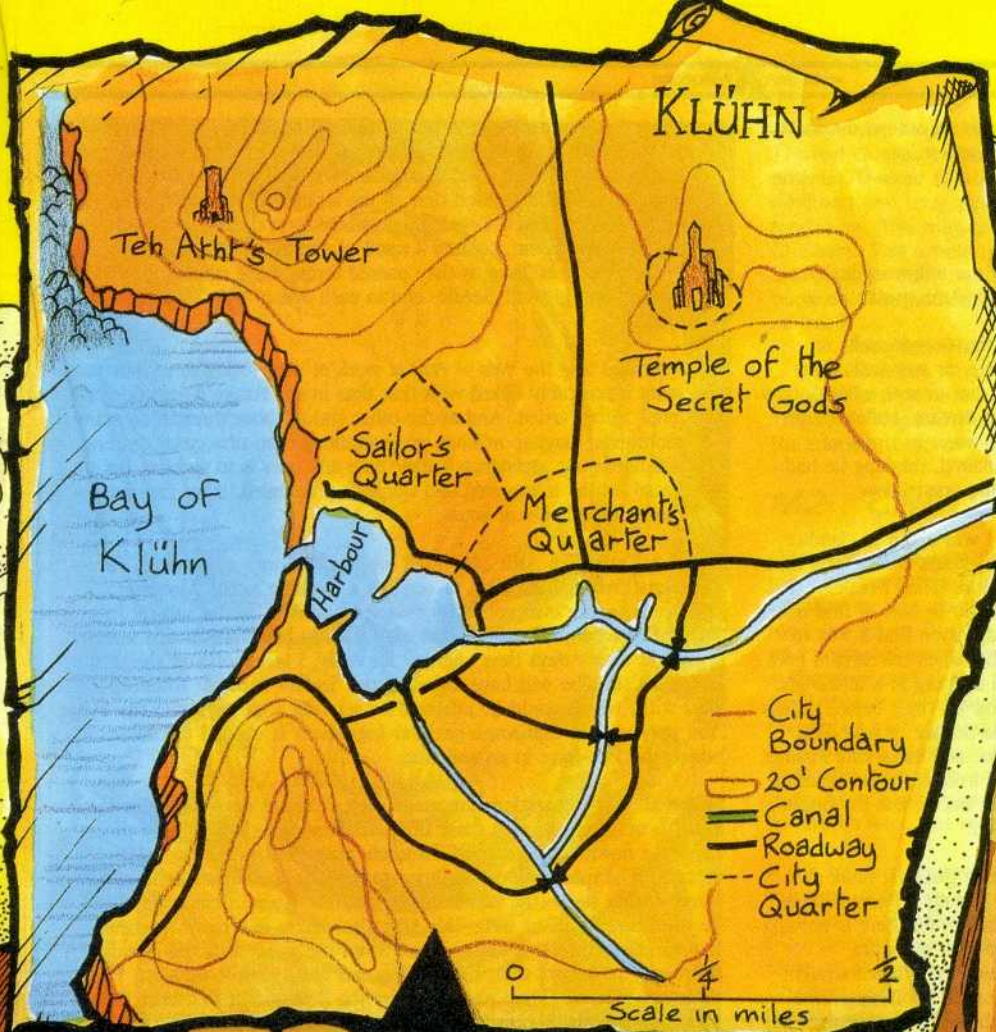 KLÜHN
Teh Atht's Tower
Temple of the
Secret Gods
Sailor's
Quarter
Merchant's
Quarter
Bay of
Klühn
Harbour
City
Boundary
20' Contour
Canal
Roadway
City
Quarter
0 1/4 1/2
Scale in miles